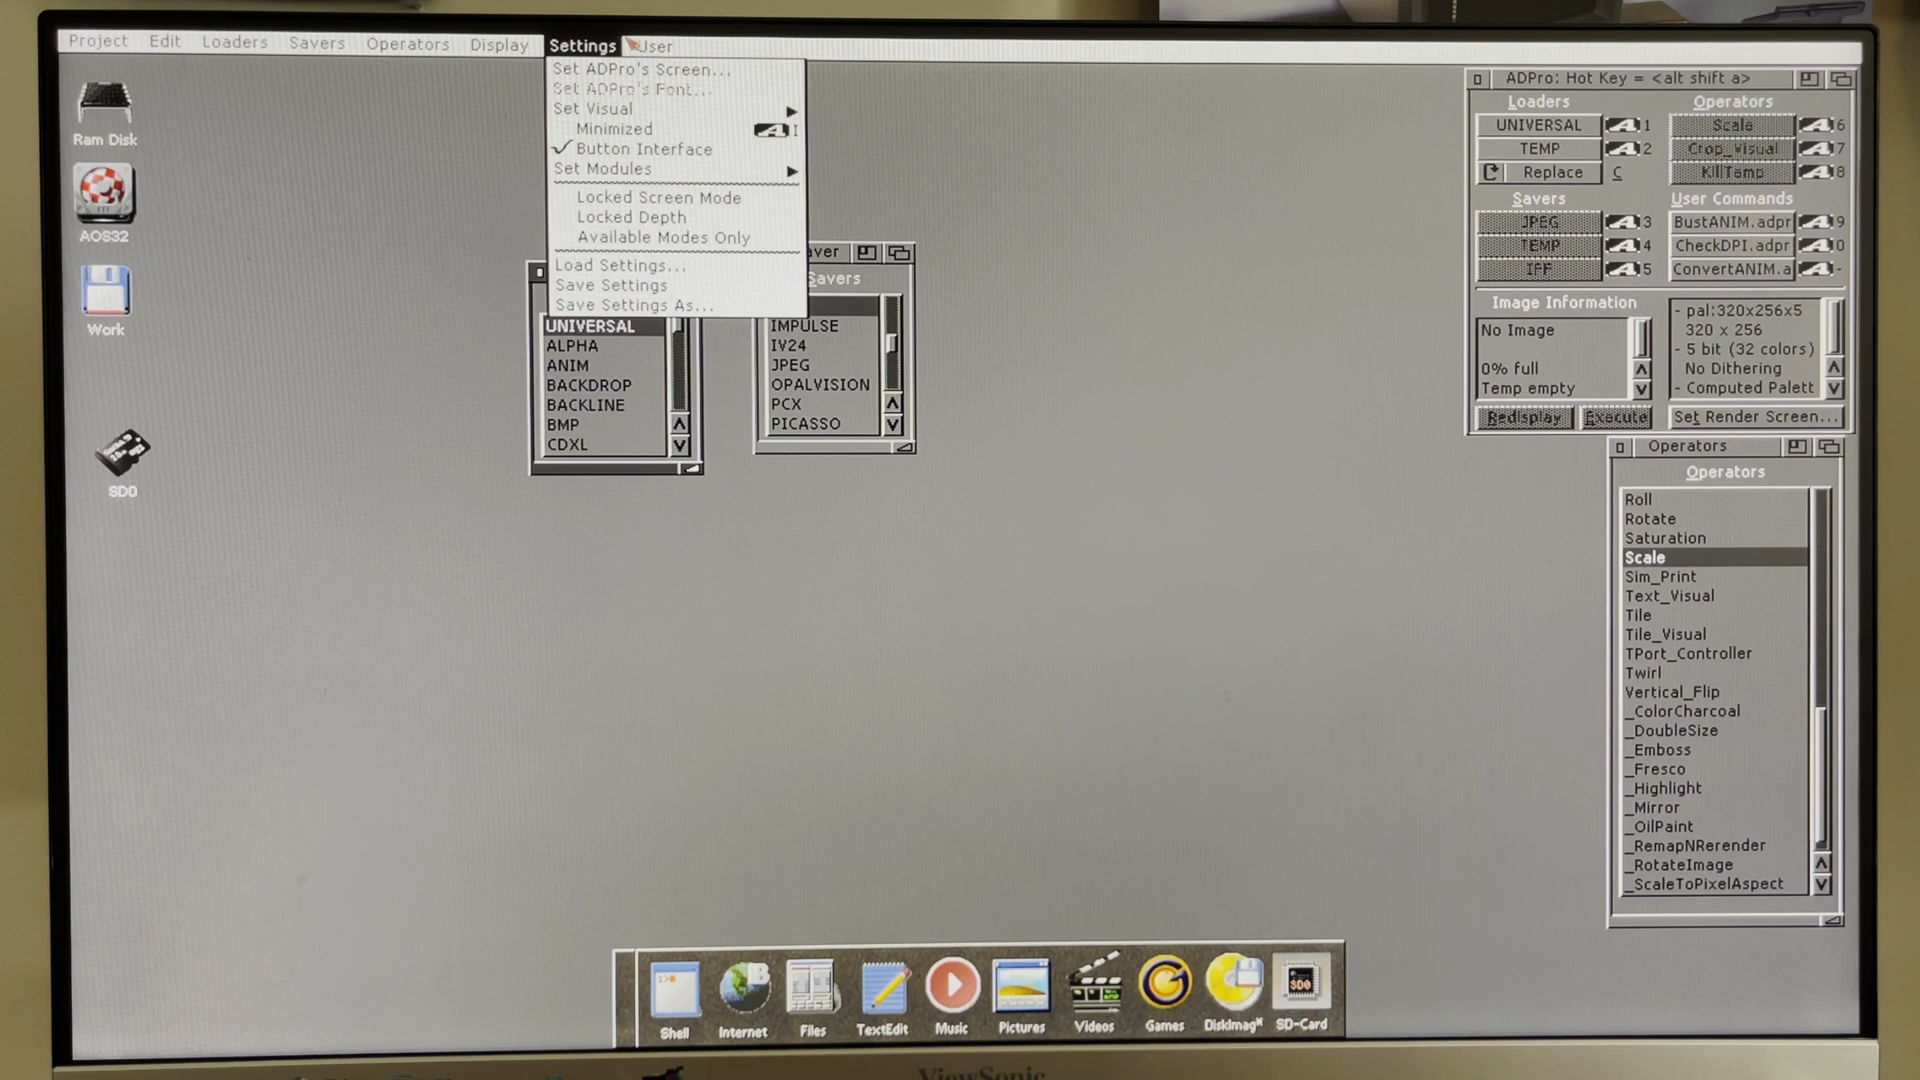 Project Edit Loaders Savers Operators Display Settings User
Set ADPro's Screen...
Set ADPro's Font...
Set Visual
Minimized I
Button Interface
Set Modules
Locked Screen Mode
Locked Depth
Available Modes Only
Load Settings...
Save Settings
Save Settings As...
Ram Disk
AOS32
Work
SD0
UNIVERSAL
ALPHA
ANIM
BACKDROP
BACKLINE
BMP
CDXL
aver
Savers
IMPULSE
IV24
JPEG
OPALVISION
PCX
PICASSO
ADPro: Hot Key = <alt shift a>
Loaders
UNIVERSAL 1
TEMP 2
Replace C
Savers
JPEG 3
TEMP 4
IFF 5
Operators
Scale 6
Crop_Visual 7
KillTemp 8
User Commands
BustANIM.adpr 9
CheckDPI.adpr 0
ConvertANIM.a -
Image Information
No Image
0% full
Temp empty
- pal:320x256x5
320 x 256
- 5 bit (32 colors)
No Dithering
- Computed Palett
Redisplay Execute Set Render Screen...
Operators
Operators
Roll
Rotate
Saturation
Scale
Sim_Print
Text_Visual
Tile
Tile_Visual
TPort_Controller
Twirl
Vertical_Flip
_ColorCharcoal
_DoubleSize
_Emboss
_Fresco
_Highlight
_Mirror
_OilPaint
_RemapNRerender
_RotateImage
_ScaleToPixelAspect
SD0
Shell Internet Files TextEdit Music Pictures Videos Games DiskImag* SD-Card
ViewSonic